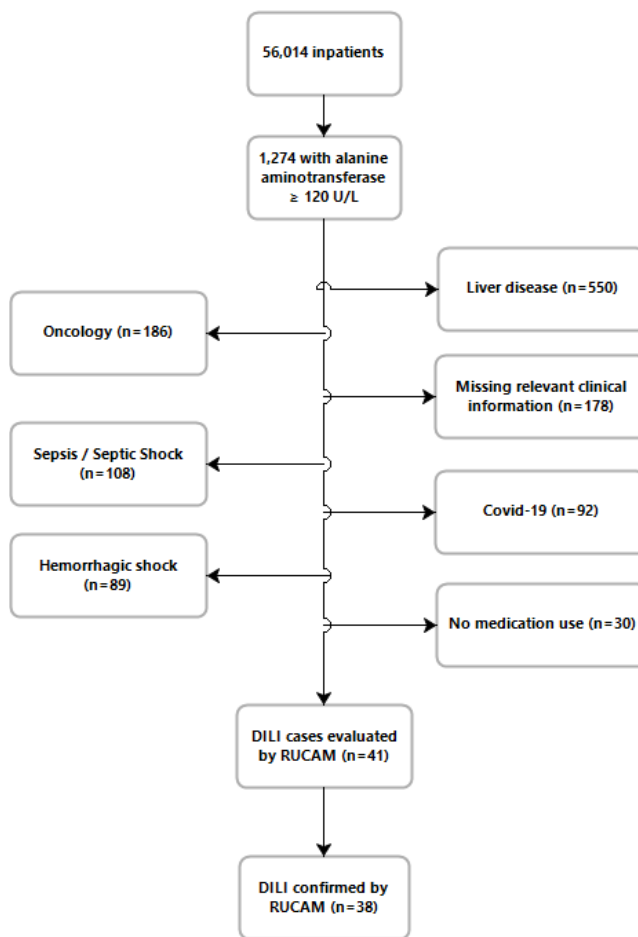 56,014 inpatients
1,274 with alanine
aminotransferase
≥ 120 U/L
Liver disease (n=550)
Oncology (n=186)
Missing relevant clinical
information (n=178)
Sepsis / Septic Shock
(n=108)
Covid-19 (n=92)
Hemorrhagic shock
(n=89)
No medication use (n=30)
DILI cases evaluated
by RUCAM (n=41)
DILI confirmed by
RUCAM (n=38)